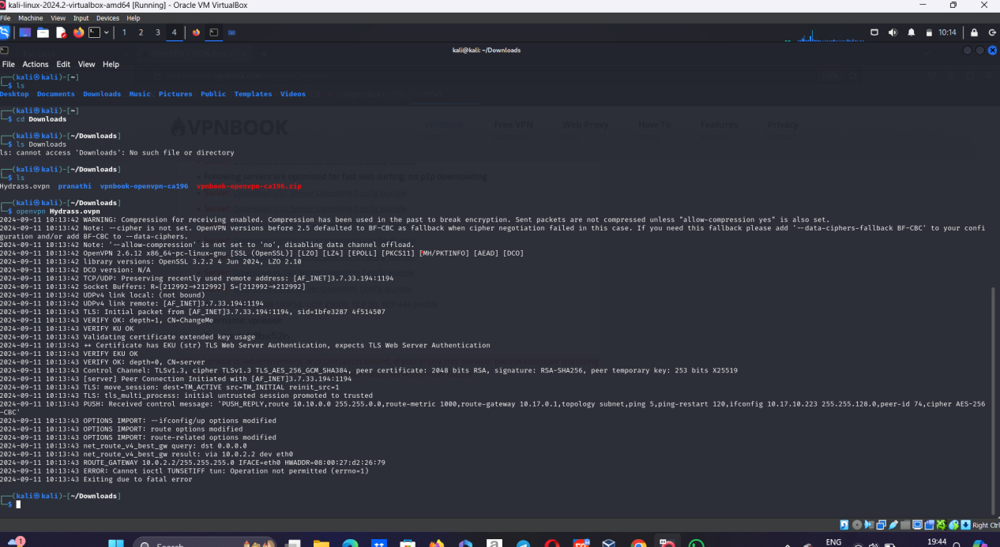 kali-linux-2024.2-virtualbox-amd64 [Running] - Oracle VM VirtualBox
File Machine View Input Devices Help
1 2 3 4 10:14
kali@kali: ~/Downloads
File Actions Edit View Help
┌──(kali㉿kali)-[~]
└─$ ls
Desktop Documents Downloads Music Pictures Public Templates Videos
┌──(kali㉿kali)-[~]
└─$ cd Downloads
VPNBOOK Free VPN Web Proxy How-To Features Privacy
┌──(kali㉿kali)-[~/Downloads]
└─$ ls Downloads
ls: cannot access 'Downloads': No such file or directory
┌──(kali㉿kali)-[~/Downloads]
└─$ ls
• Following servers are optimized for fast web surfing; no p2p downloading
Hydrass.ovpn pranathi vpnbook-openvpn-ca196 vpnbook-openvpn-ca196.zip
┌──(kali㉿kali)-[~/Downloads]
└─$ openvpn Hydrass.ovpn
2024-09-11 10:13:42 WARNING: Compression for receiving enabled. Compression has been used in the past to break encryption. Sent packets are not compressed unless "allow-compression yes" is also set.
2024-09-11 10:13:42 Note: --cipher is not set. OpenVPN versions before 2.5 defaulted to BF-CBC as fallback when cipher negotiation failed in this case. If you need this fallback please add '--data-ciphers-fallback BF-CBC' to your confi
guration and/or add BF-CBC to --data-ciphers.
2024-09-11 10:13:42 Note: '--allow-compression' is not set to 'no', disabling data channel offload.
2024-09-11 10:13:42 OpenVPN 2.6.12 x86_64-pc-linux-gnu [SSL (OpenSSL)] [LZO] [LZ4] [EPOLL] [PKCS11] [MH/PKTINFO] [AEAD] [DCO]
2024-09-11 10:13:42 library versions: OpenSSL 3.2.2 4 Jun 2024, LZO 2.10
2024-09-11 10:13:42 DCO version: N/A
2024-09-11 10:13:42 TCP/UDP: Preserving recently used remote address: [AF_INET]3.7.33.194:1194
2024-09-11 10:13:42 Socket Buffers: R=[212992→212992] S=[212992→212992]
2024-09-11 10:13:42 UDPv4 link local: (not bound)
2024-09-11 10:13:42 UDPv4 link remote: [AF_INET]3.7.33.194:1194
2024-09-11 10:13:43 TLS: Initial packet from [AF_INET]3.7.33.194:1194, sid=1bfe3287 4f514507
2024-09-11 10:13:43 VERIFY OK: depth=1, CN=ChangeMe
2024-09-11 10:13:43 VERIFY KU OK
2024-09-11 10:13:43 Validating certificate extended key usage
2024-09-11 10:13:43 ++ Certificate has EKU (str) TLS Web Server Authentication, expects TLS Web Server Authentication
2024-09-11 10:13:43 VERIFY EKU OK
2024-09-11 10:13:43 VERIFY OK: depth=0, CN=server
2024-09-11 10:13:43 Control Channel: TLSv1.3, cipher TLSv1.3 TLS_AES_256_GCM_SHA384, peer certificate: 2048 bits RSA, signature: RSA-SHA256, peer temporary key: 253 bits X25519
2024-09-11 10:13:43 [server] Peer Connection Initiated with [AF_INET]3.7.33.194:1194
2024-09-11 10:13:43 TLS: move_session: dest=TM_ACTIVE src=TM_INITIAL reinit_src=1
2024-09-11 10:13:43 TLS: tls_multi_process: initial untrusted session promoted to trusted
2024-09-11 10:13:43 PUSH: Received control message: 'PUSH_REPLY,route 10.10.0.0 255.255.0.0,route-metric 1000,route-gateway 10.17.0.1,topology subnet,ping 5,ping-restart 120,ifconfig 10.17.10.223 255.255.128.0,peer-id 74,cipher AES-256
-CBC'
2024-09-11 10:13:43 OPTIONS IMPORT: --ifconfig/up options modified
2024-09-11 10:13:43 OPTIONS IMPORT: route options modified
2024-09-11 10:13:43 OPTIONS IMPORT: route-related options modified
2024-09-11 10:13:43 net_route_v4_best_gw query: dst 0.0.0.0
2024-09-11 10:13:43 net_route_v4_best_gw result: via 10.0.2.2 dev eth0
2024-09-11 10:13:43 ROUTE_GATEWAY 10.0.2.2/255.255.255.0 IFACE=eth0 HWADDR=08:00:27:d2:26:79
2024-09-11 10:13:43 ERROR: Cannot ioctl TUNSETIFF tun: Operation not permitted (errno=1)
2024-09-11 10:13:43 Exiting due to fatal error
┌──(kali㉿kali)-[~/Downloads]
└─$
Right Ctrl
1 Search ENG 19:44